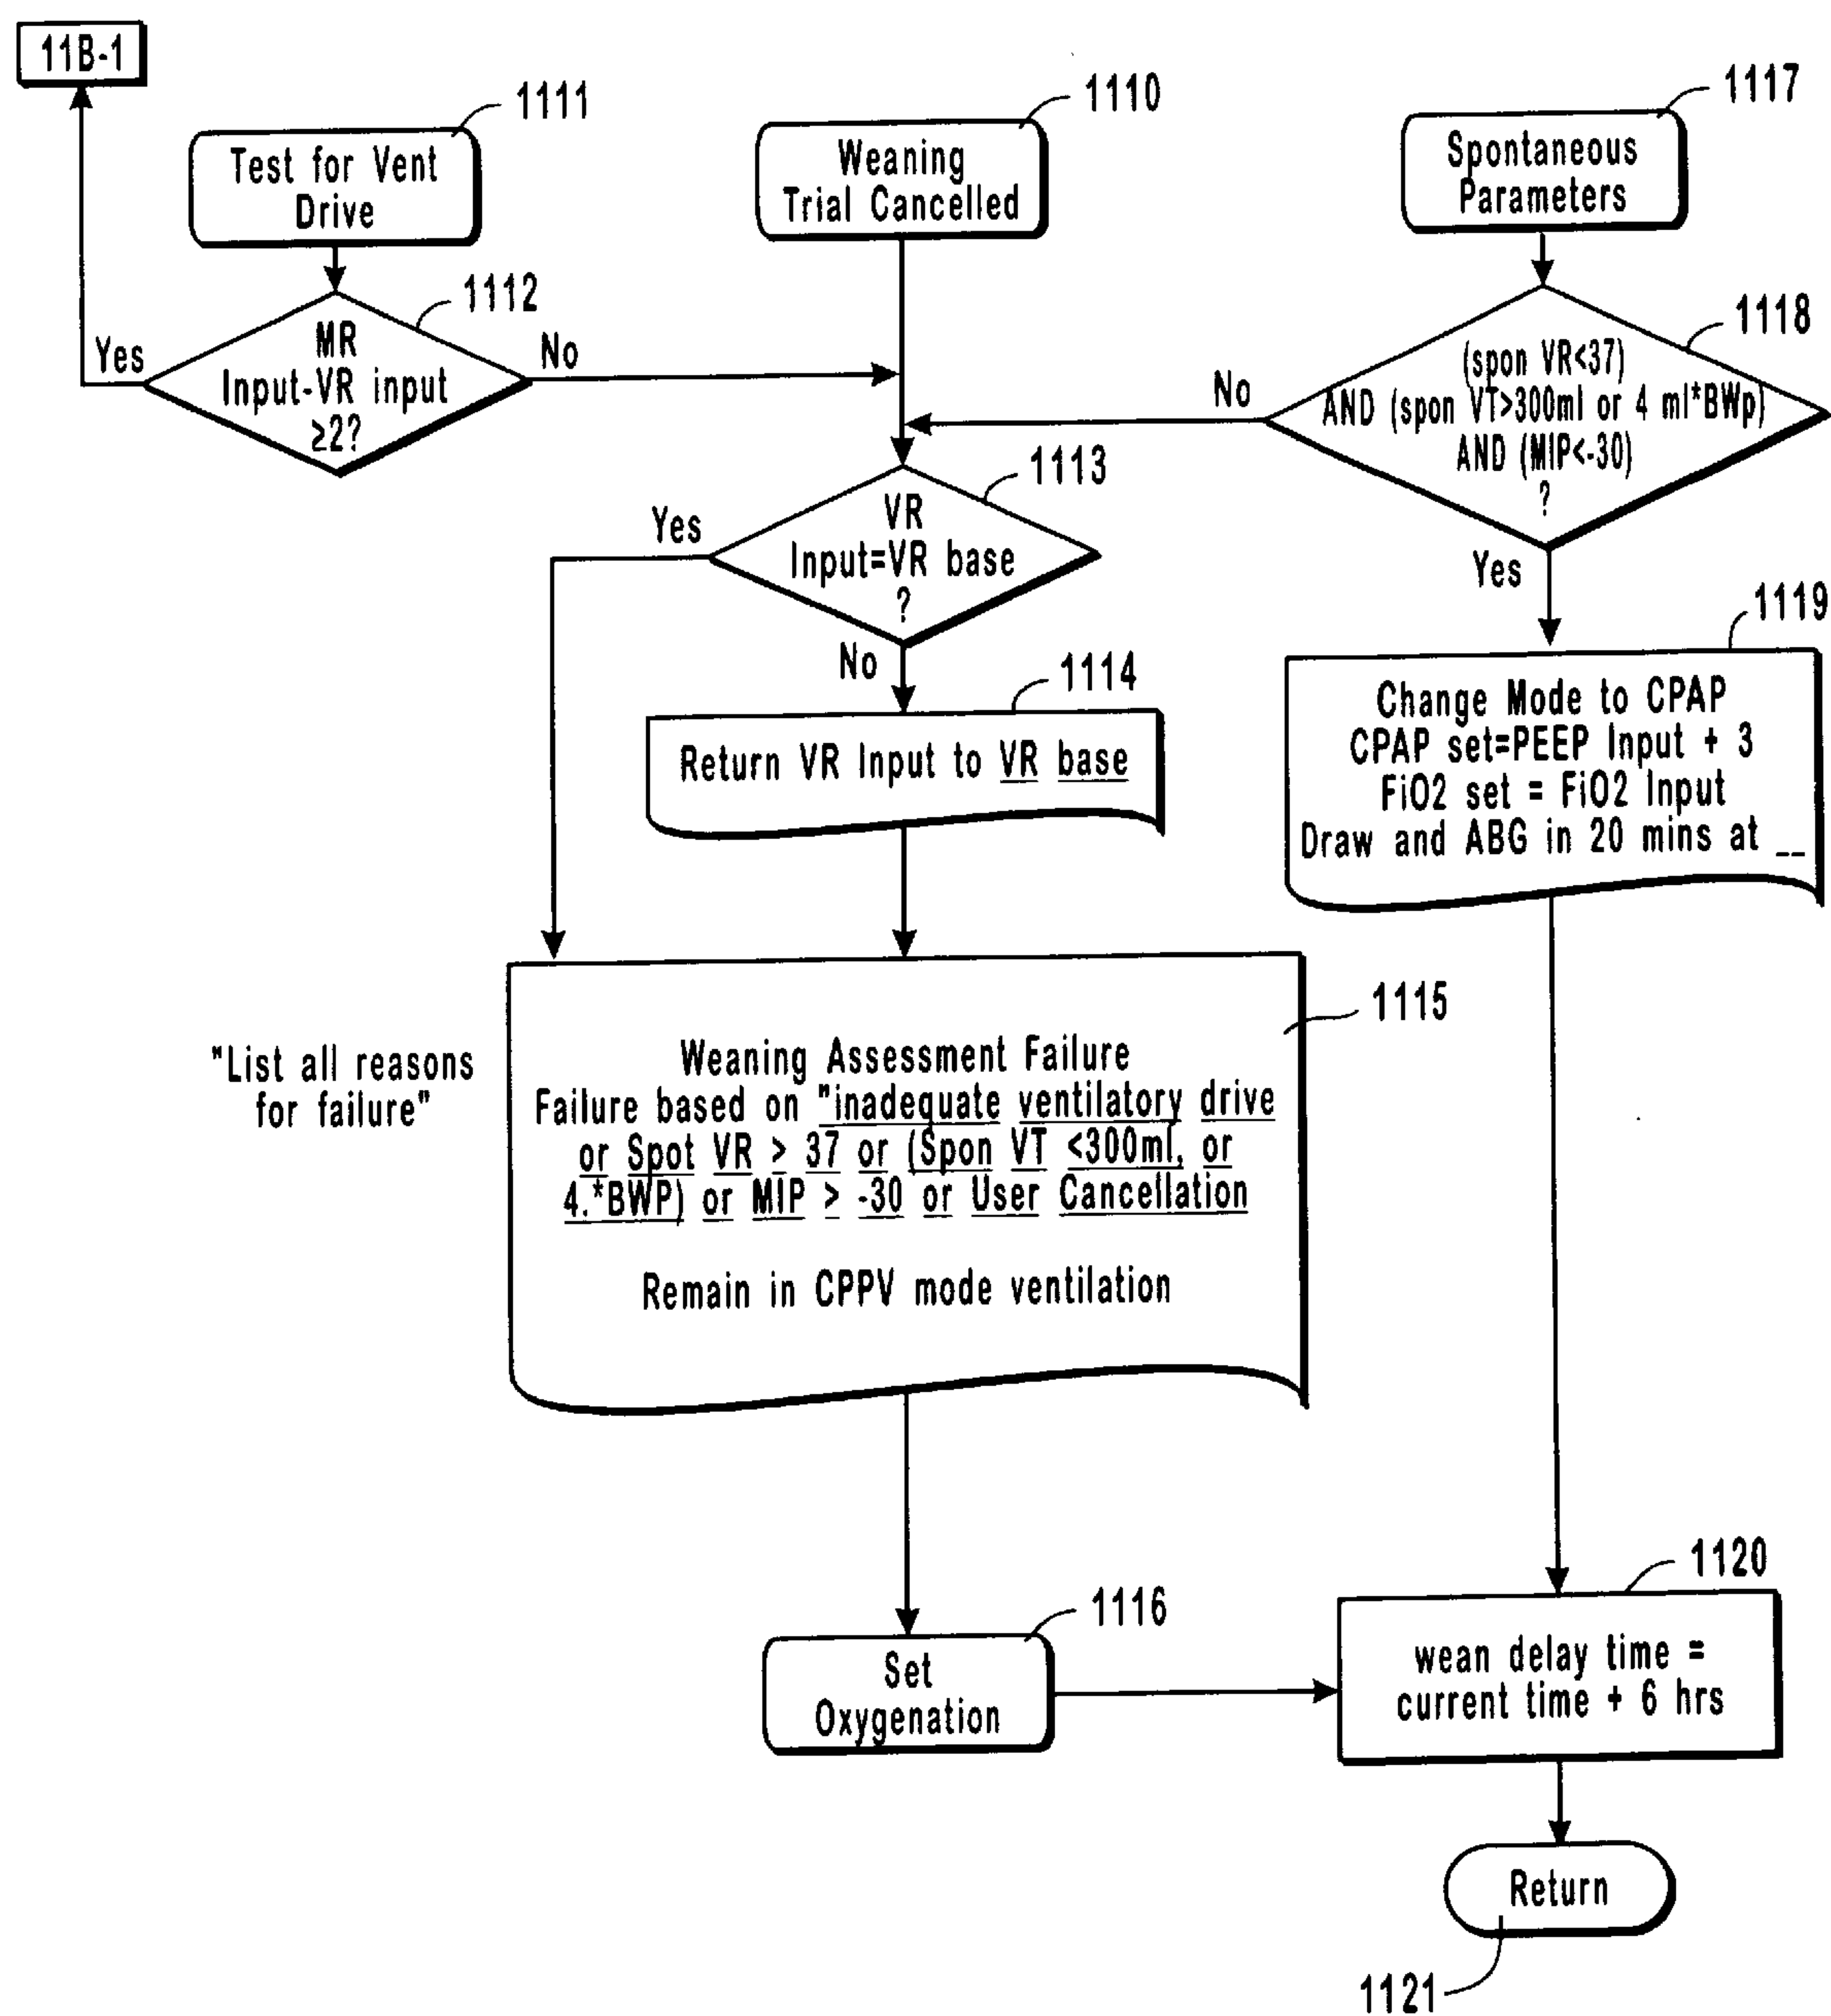 11B-1
1111
Test for Vent
Drive
1110
Weaning
Trial Cancelled
1117
Spontaneous
Parameters
1112
MR
Input-VR input
≥2?
Yes
No
1118
(spon VR<37)
AND (spon VT>300ml or 4 ml*BWp)
AND (MIP<-30)
?
No
Yes
1113
VR
Input=VR base
?
Yes
No
1114
Return VR Input to VR base
1119
Change Mode to CPAP
CPAP set=PEEP Input + 3
FiO2 set = FiO2 Input
Draw and ABG in 20 mins at __
"List all reasons
for failure"
1115
Weaning Assessment Failure
Failure based on "inadequate ventilatory drive
or Spot VR > 37 or (Spon VT <300ml, or
4.*BWP) or MIP > -30 or User Cancellation
Remain in CPPV mode ventilation
1116
Set
Oxygenation
1120
wean delay time =
current time + 6 hrs
Return
1121